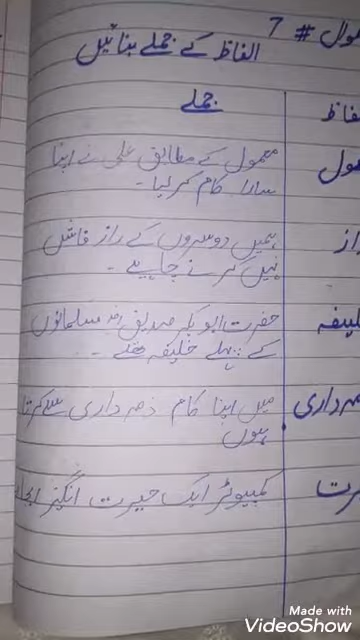 سوال # 7
الفاظ کے جملے بنائیں
الفاظ جملے
معمول معمول کے مطابق علی نے اپنا
سارا کام کر لیا۔
راز ہمیں دوسروں کے راز فاش
نہیں کرنے چاہیے۔
خلیفہ حضرت ابوبکر صدیق رضہ مسلمانوں
کے پہلے خلیفہ تھے۔
ذمہ داری میں اپنا کام ذمہ داری سے کرتا
ہوں
حیرت کمپیوٹر ایک حیرت انگیز ایجاد
Made with
VideoShow